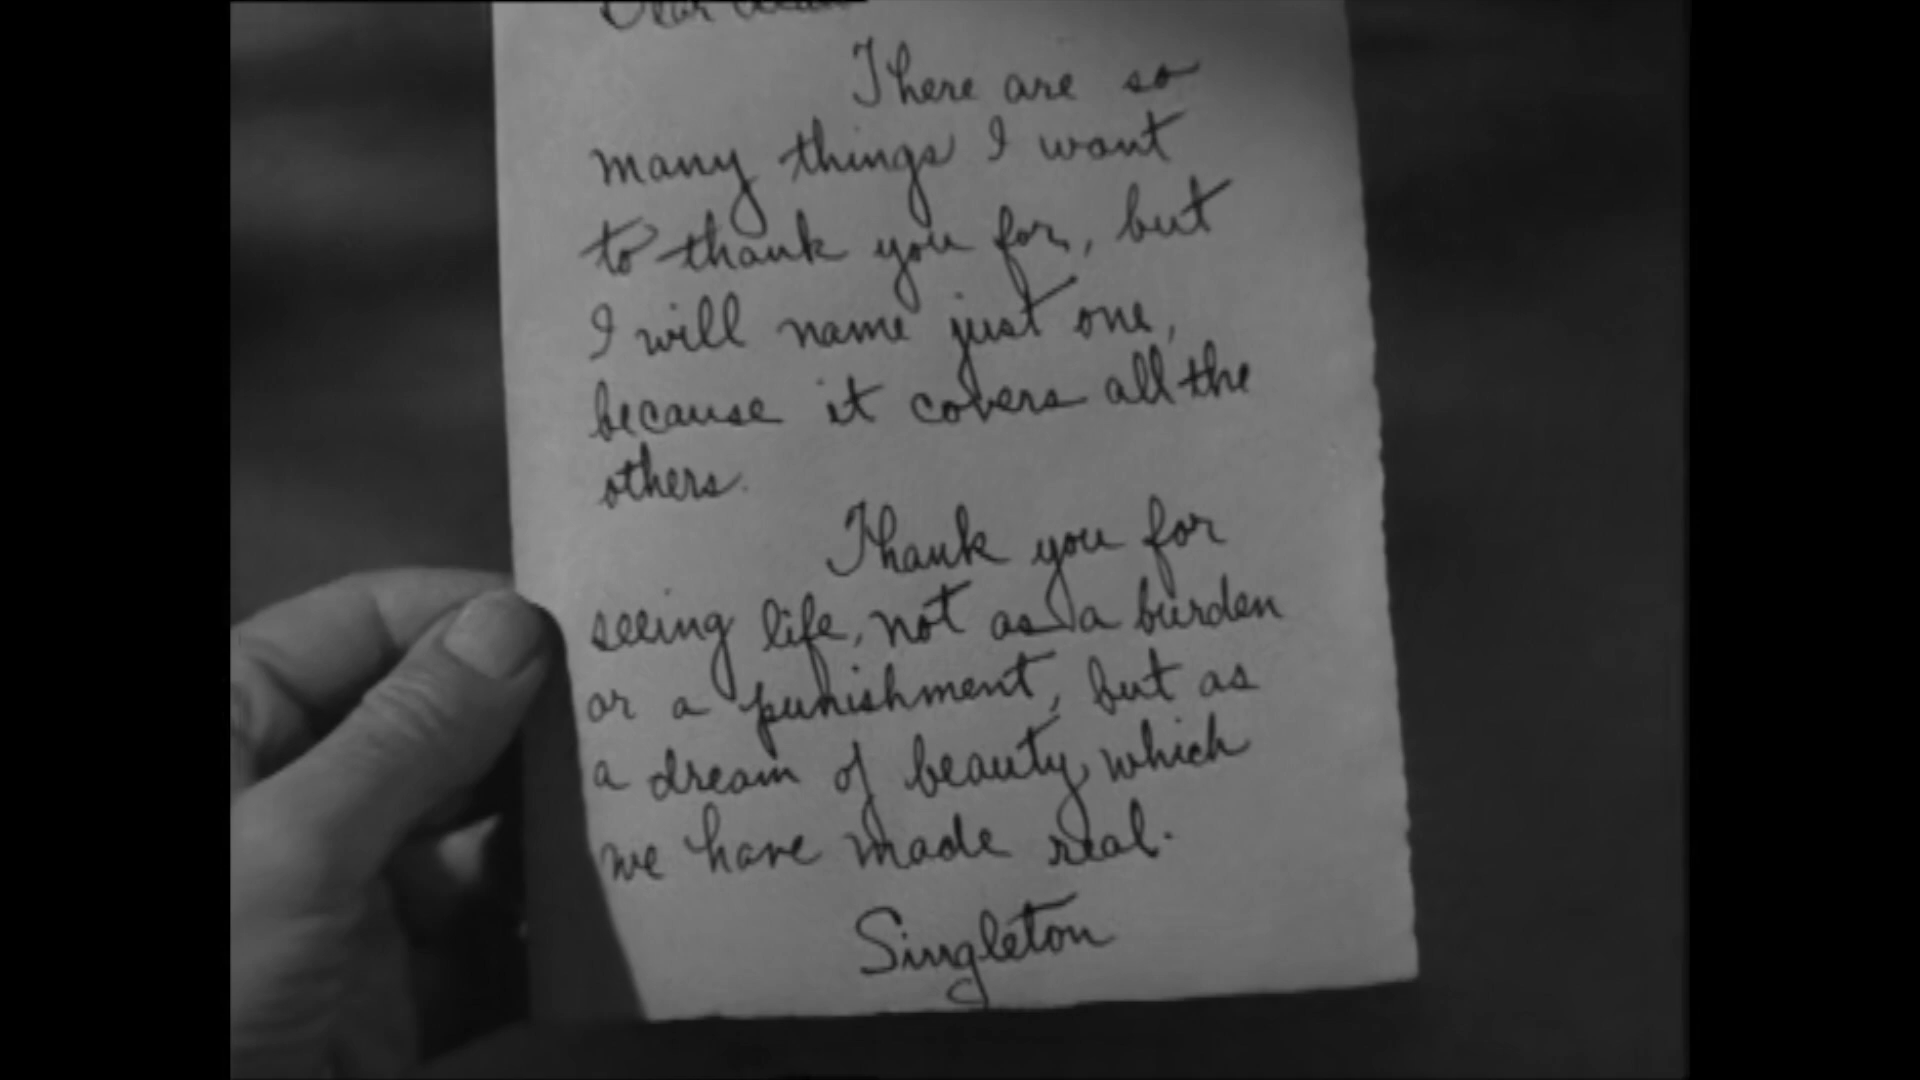 Dear
There are so
many things I want
to thank you for, but
I will name just one,
because it covers all the
others.
Thank you for
seeing life, not as a burden
or a punishment, but as
a dream of beauty which
we have made real.
Singleton